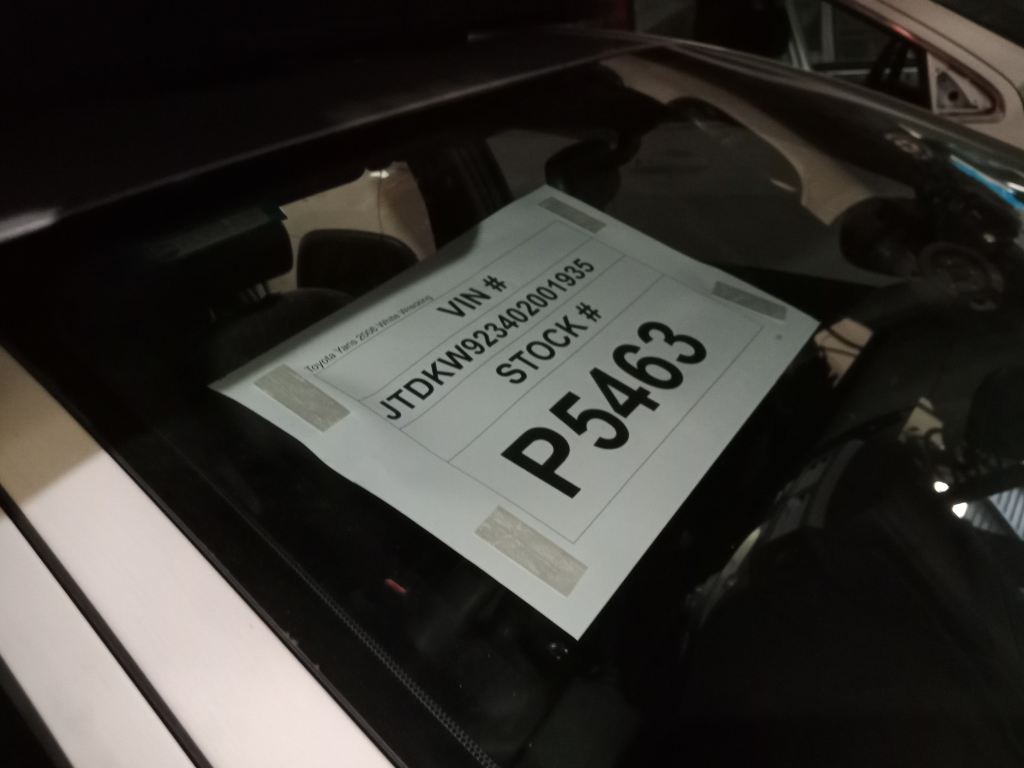 Toyota Yaris 2006 White Wrecking
VIN #
JTDKW923402001935
STOCK #
P5463